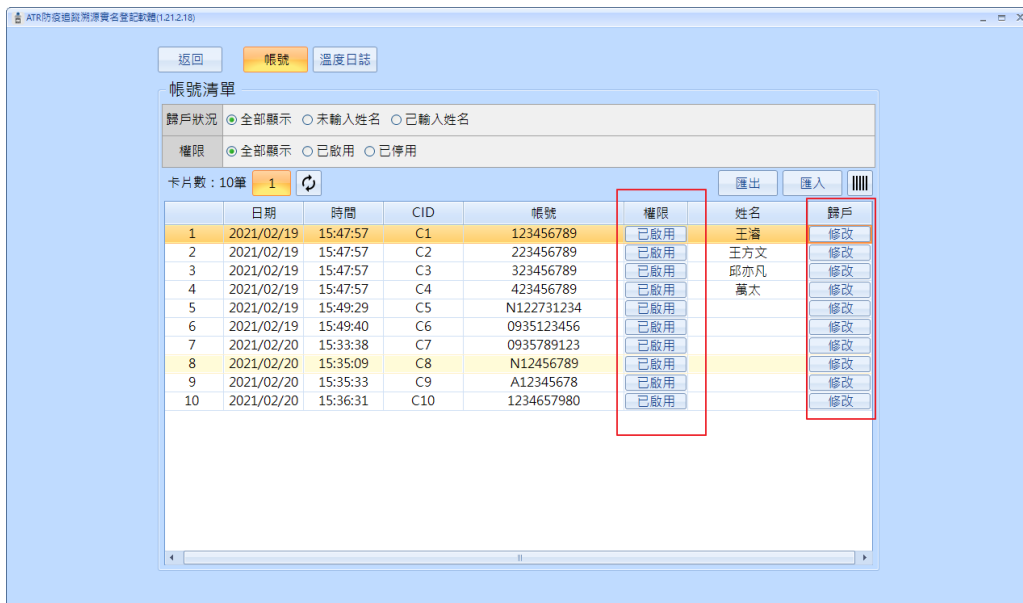 ATR防疫追蹤溯源實名登記軟體(1.21.2.18)
返回 帳號 溫度日誌
帳號清單
歸戶狀況 全部顯示 未輸入姓名 己輸入姓名
權限 全部顯示 已啟用 已停用
卡片數：10筆 1 匯出 匯入
日期 時間 CID 帳號 權限 姓名 歸戶
1 2021/02/19 15:47:57 C1 123456789 已啟用 王濬 修改
2 2021/02/19 15:47:57 C2 223456789 已啟用 王方文 修改
3 2021/02/19 15:47:57 C3 323456789 已啟用 邱亦凡 修改
4 2021/02/19 15:47:57 C4 423456789 已啟用 萬太 修改
5 2021/02/19 15:49:29 C5 N122731234 已啟用 修改
6 2021/02/19 15:49:40 C6 0935123456 已啟用 修改
7 2021/02/20 15:33:38 C7 0935789123 已啟用 修改
8 2021/02/20 15:35:09 C8 N12456789 已啟用 修改
9 2021/02/20 15:35:33 C9 A12345678 已啟用 修改
10 2021/02/20 15:36:31 C10 1234657980 已啟用 修改